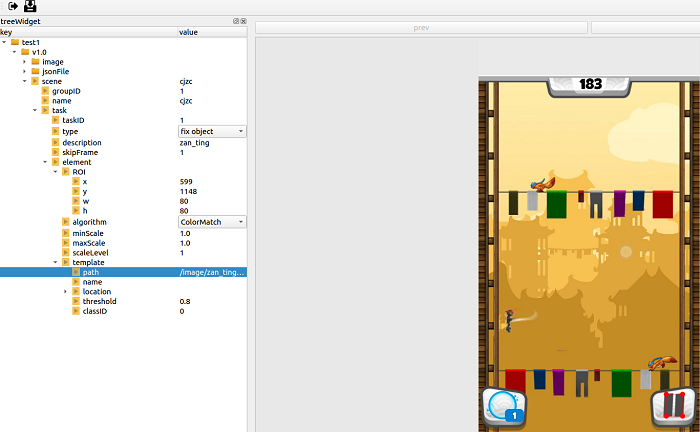 treeWidget
key value
prev
test1
v1.0
image
jsonFile
scene cjzc
groupID 1
name cjzc
task
taskID 1
type fix object
description zan_ting
skipFrame 1
element
ROI
x 599
y 1148
w 80
h 80
algorithm ColorMatch
minScale 1.0
maxScale 1.0
scaleLevel 1
template
path /image/zan_ting...
name
location
threshold 0.8
classID 0
183
1